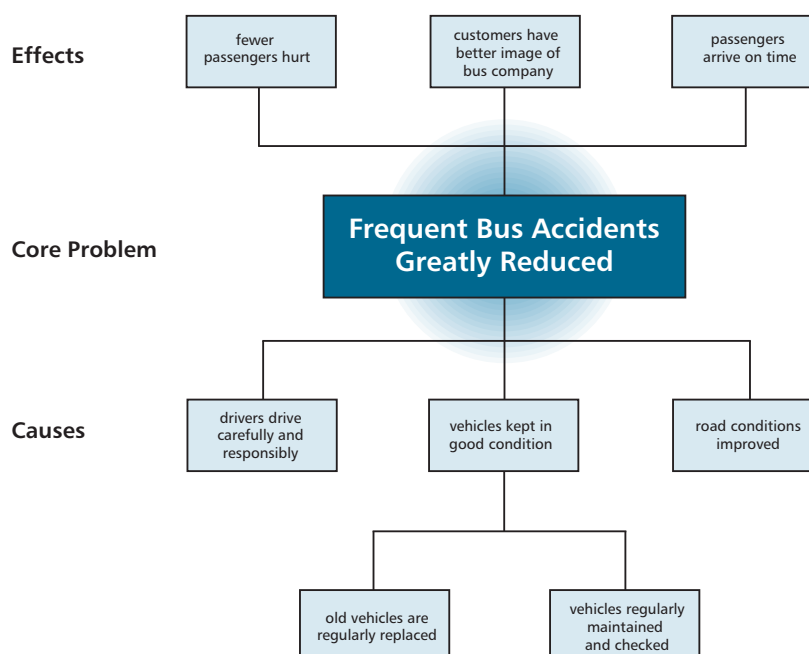 Effects
fewer
passengers hurt
customers have
better image of
bus company
passengers
arrive on time
Core Problem
Frequent Bus Accidents
Greatly Reduced
Causes
drivers drive
carefully and
responsibly
vehicles kept in
good condition
road conditions
improved
old vehicles are
regularly replaced
vehicles regularly
maintained
and checked